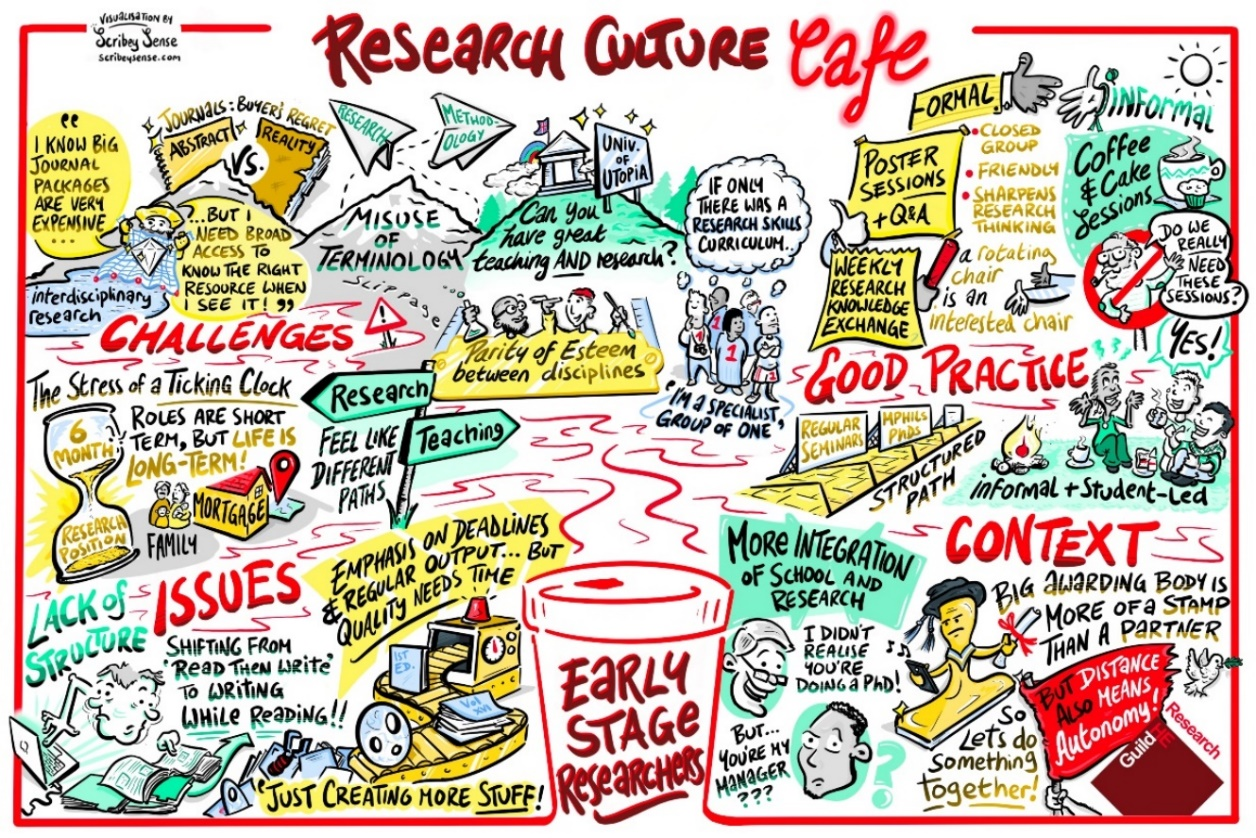 VISUALISATION BY
Scribey Sense
scribeysense.com
RESEARCH CULTURE Cafe
“
I KNOW BIG
JOURNAL
PACKAGES
ARE VERY
EXPENSIVE
...
JOURNALS: BUYER'S REGRET
ABSTRACT
VS.
REALITY
...BUT I
NEED BROAD
ACCESS TO
KNOW THE RIGHT
RESOURCE WHEN
I SEE IT! ”
interdisciplinary
research
RESEARCH
METHOD-
OLOGY
MISUSE
OF
TERMINOLOGY
SLIPPAGE
!
UNIV.
OF
UTOPIA
Can you
have great
teaching AND research?
IF ONLY
THERE WAS A
RESEARCH SKILLS
CURRICULUM...
Parity of Esteem
between disciplines
1
1
1
"I'M A SPECIALIST
GROUP OF ONE"
FORMAL
POSTER
SESSIONS
+ Q&A
• CLOSED
GROUP
• FRIENDLY
• SHARPENS
RESEARCH
THINKING
WEEKLY
RESEARCH
KNOWLEDGE
EXCHANGE
a rotating
chair
is an
interested chair
INFORMAL
Coffee
& Cake
Sessions
DO WE
REALLY
NEED
THESE
SESSIONS?
YES!
CHALLENGES
The Stress of a Ticking Clock
6
MONTH
RESEARCH
POSITION
ROLES ARE SHORT
TERM, BUT LIFE IS
LONG-TERM!
MORTGAGE
FAMILY
Research
FEEL LIKE
DIFFERENT
PATHS
Teaching
GOOD PRACTICE
REGULAR
SEMINARS
MPHILS
PHDS
STRUCTURED
PATH
informal + Student-Led
ISSUES
LACK of
STRUCTURE
SHIFTING FROM
'READ THEN WRITE'
TO WRITING
WHILE READING!!
EMPHASIS ON DEADLINES
& REGULAR OUTPUT... BUT
QUALITY NEEDS TIME
1ST
ED.
Vol
XVI
"JUST CREATING MORE STUFF!
EARLY
STAGE
RESEARCHERS
MORE INTEGRATION
OF SCHOOL AND
RESEARCH
I DIDN'T
REALISE
YOU'RE
DOING A PhD!
BUT...
YOU'RE MY
MANAGER
???
?
CONTEXT
BIG AWARDING BODY IS
MORE OF A STAMP
THAN A PARTNER
BUT DISTANCE
ALSO MEANS
Autonomy!
So
Let's do
something
together!
Guild HE
Research